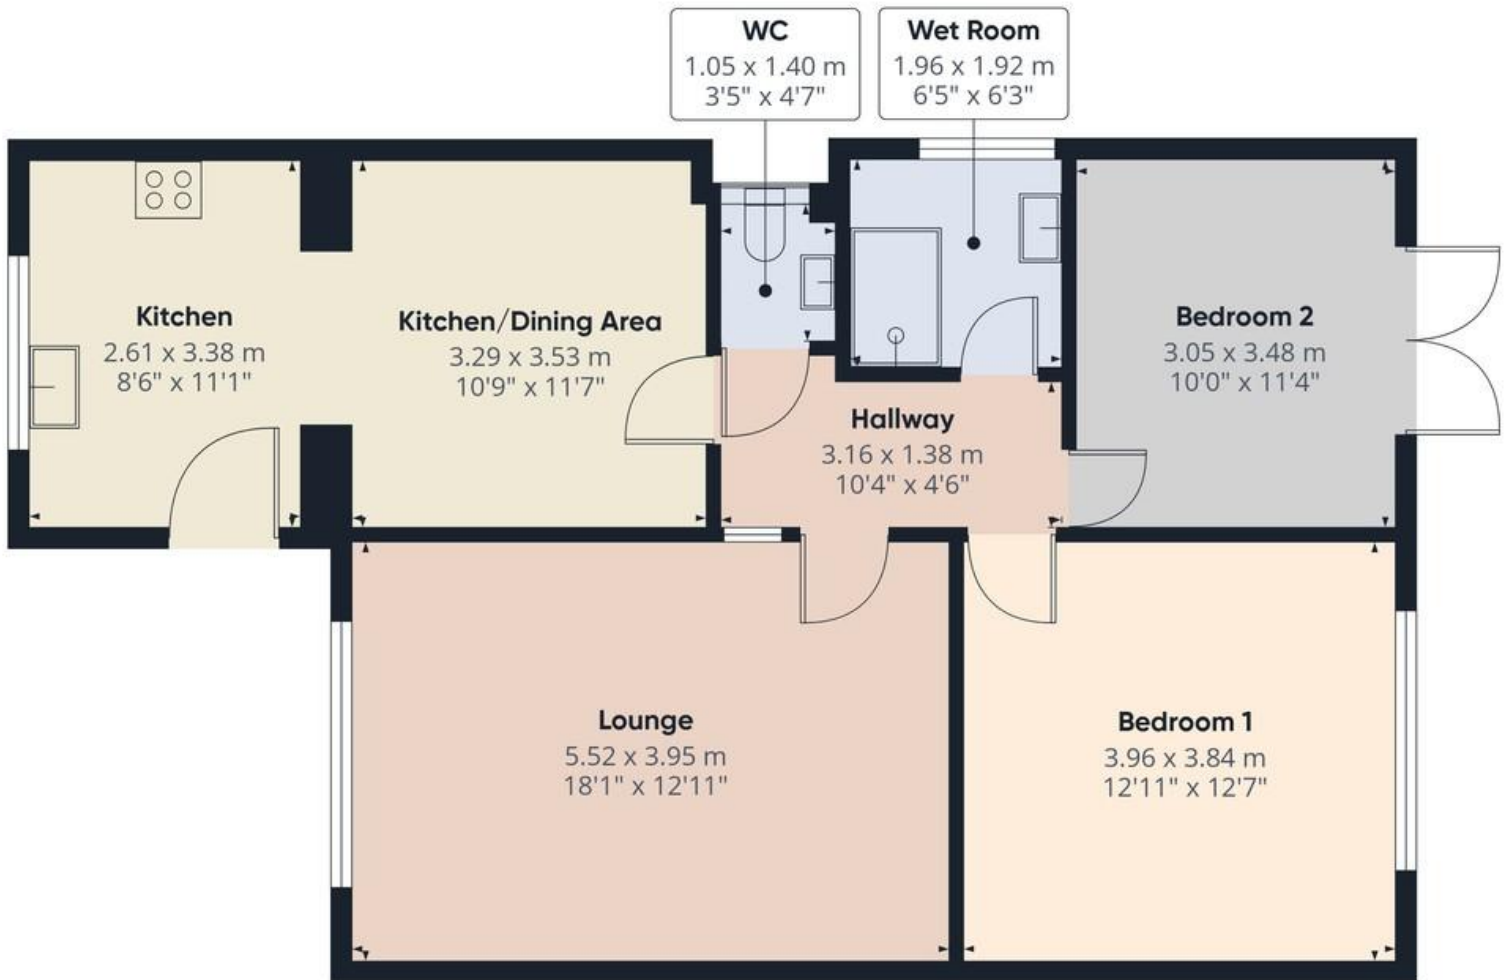 WC
1.05 x 1.40 m
3'5" x 4'7"
Wet Room
1.96 x 1.92 m
6'5" x 6'3"
Kitchen
2.61 x 3.38 m
8'6" x 11'1"
Kitchen/Dining Area
3.29 x 3.53 m
10'9" x 11'7"
Bedroom 2
3.05 x 3.48 m
10'0" x 11'4"
Hallway
3.16 x 1.38 m
10'4" x 4'6"
Lounge
5.52 x 3.95 m
18'1" x 12'11"
Bedroom 1
3.96 x 3.84 m
12'11" x 12'7"